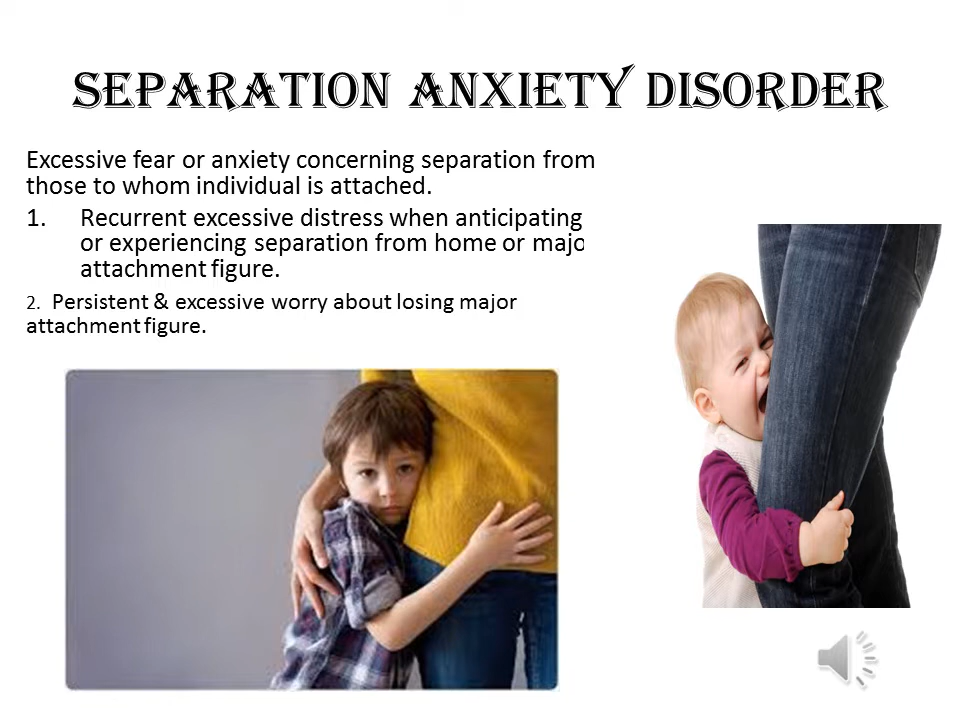 SEPARATION ANXIETY DISORDER
Excessive fear or anxiety concerning separation from
those to whom individual is attached.
1. Recurrent excessive distress when anticipating
or experiencing separation from home or majo
attachment figure.
2. Persistent & excessive worry about losing major
attachment figure.